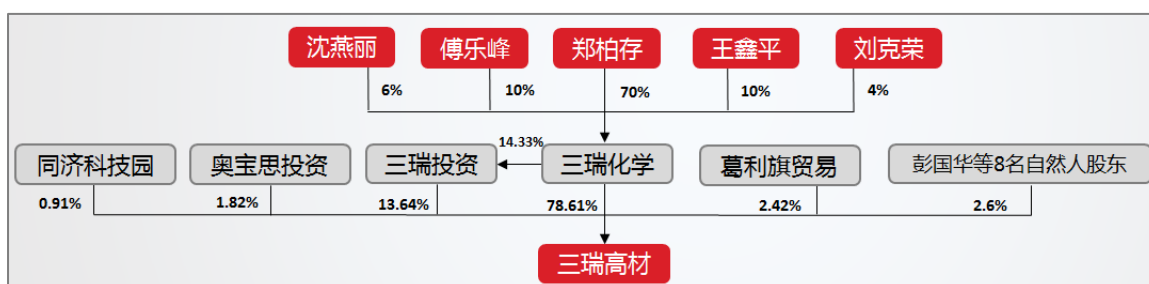 沈燕丽 傅乐峰 郑柏存 王鑫平 刘克荣
6% 10% 70% 10% 4%
14.33%
同济科技园 奥宝思投资 三瑞投资 三瑞化学 葛利旗贸易 彭国华等8名自然人股东
0.91% 1.82% 13.64% 78.61% 2.42% 2.6%
三瑞高材